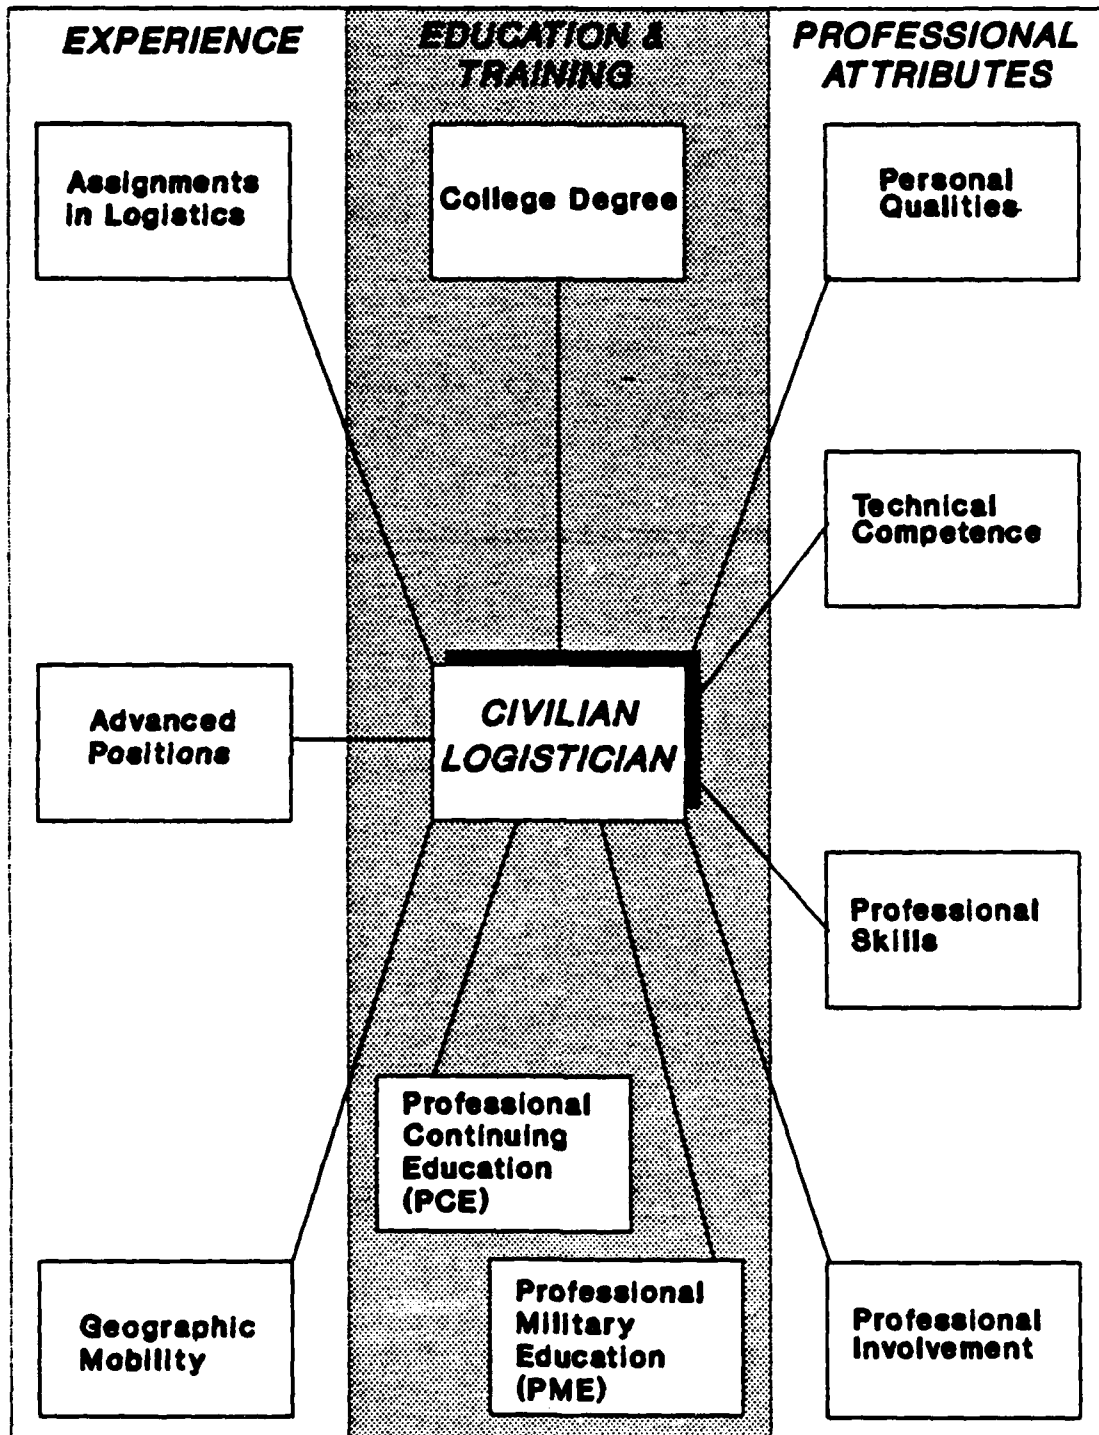 EXPERIENCE
EDUCATION &
TRAINING
PROFESSIONAL
ATTRIBUTES
Assignments
in Logistics
College Degree
Personal
Qualities
Technical
Competence
Advanced
Positions
CIVILIAN
LOGISTICIAN
Professional
Skills
Professional
Continuing
Education
(PCE)
Geographic
Mobility
Professional
Military
Education
(PME)
Professional
Involvement